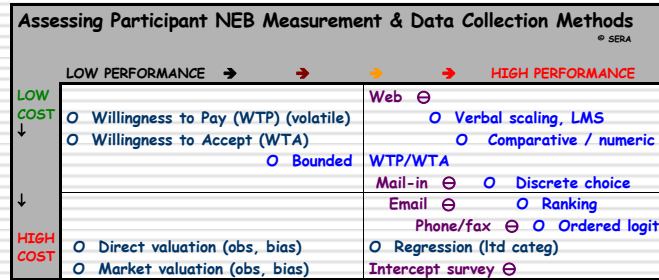 Assessing Participant NEB Measurement & Data Collection Methods
© SERA
LOW PERFORMANCE → → → → HIGH PERFORMANCE
LOW COST
↓
Web ⊖
O Willingness to Pay (WTP) (volatile) O Verbal scaling, LMS
O Willingness to Accept (WTA) O Comparative / numeric
O Bounded WTP/WTA
Mail-in ⊖ O Discrete choice
↓ Email ⊖ O Ranking
Phone/fax ⊖ O Ordered logit
HIGH COST
O Direct valuation (obs, bias) O Regression (ltd categ)
O Market valuation (obs, bias) Intercept survey ⊖